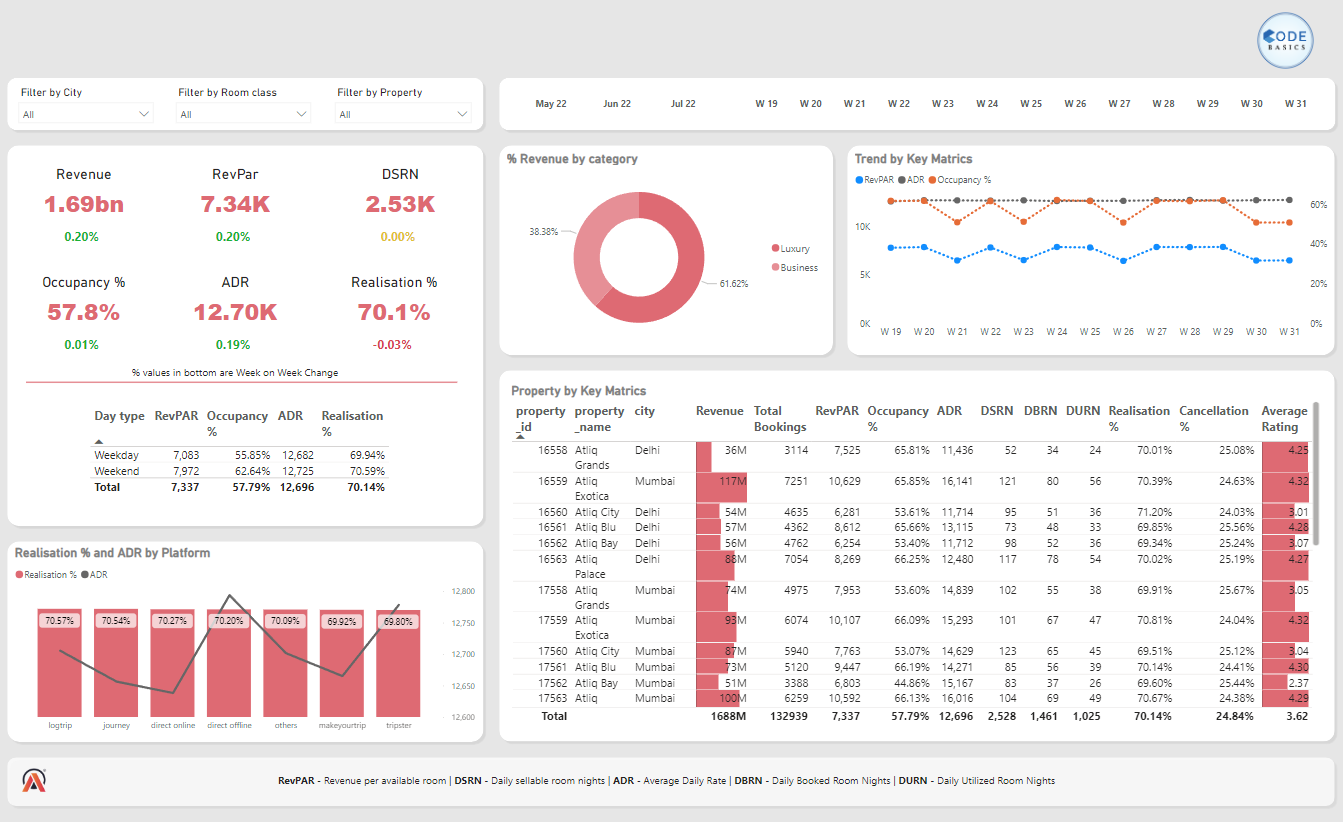 CODE
BASICS
Filter by City
All
Filter by Room class
All
Filter by Property
All
May 22 Jun 22 Jul 22
W 19 W 20 W 21 W 22 W 23 W 24 W 25 W 26 W 27 W 28 W 29 W 30 W 31
Revenue
1.69bn
0.20%
RevPar
7.34K
0.20%
DSRN
2.53K
0.00%
Occupancy %
57.8%
0.01%
ADR
12.70K
0.19%
Realisation %
70.1%
-0.03%
% values in bottom are Week on Week Change
Day type RevPAR Occupancy % ADR Realisation %
Weekday 7,083 55.85% 12,682 69.94%
Weekend 7,972 62.64% 12,725 70.59%
Total 7,337 57.79% 12,696 70.14%
Realisation % and ADR by Platform
Realisation % ADR
12,800
12,750
12,700
12,650
12,600
70.57% 70.54% 70.27% 70.20% 70.09% 69.92% 69.80%
logtrip journey direct online direct offline others makeyourtrip tripster
% Revenue by category
38.38%
61.62%
Luxury
Business
Trend by Key Matrics
RevPAR ADR Occupancy %
10K
5K
0K
60%
40%
20%
0%
W 19 W 20 W 21 W 22 W 23 W 24 W 25 W 26 W 27 W 28 W 29 W 30 W 31
Property by Key Matrics
property_id property_name city Revenue Total Bookings RevPAR Occupancy % ADR DSRN DBRN DURN Realisation % Cancellation % Average Rating
16558 Atliq Grands Delhi 36M 3114 7,525 65.81% 11,436 52 34 24 70.01% 25.08% 4.25
16559 Atliq Exotica Mumbai 117M 7251 10,629 65.85% 16,141 121 80 56 70.39% 24.63% 4.32
16560 Atliq City Delhi 54M 4635 6,281 53.61% 11,714 95 51 36 71.20% 24.03% 3.01
16561 Atliq Blu Delhi 57M 4362 8,612 65.66% 13,115 73 48 33 69.85% 25.56% 4.28
16562 Atliq Bay Delhi 56M 4762 6,254 53.40% 11,712 98 52 36 69.34% 25.24% 3.07
16563 Atliq Palace Delhi 88M 7054 8,269 66.25% 12,480 117 78 54 70.02% 25.19% 4.27
17558 Atliq Grands Mumbai 74M 4975 7,953 53.60% 14,839 102 55 38 69.91% 25.67% 3.05
17559 Atliq Exotica Mumbai 93M 6074 10,107 66.09% 15,293 101 67 47 70.81% 24.04% 4.32
17560 Atliq City Mumbai 87M 5940 7,763 53.07% 14,629 123 65 45 69.51% 25.12% 3.04
17561 Atliq Blu Mumbai 73M 5120 9,447 66.19% 14,271 85 56 39 70.14% 24.41% 4.30
17562 Atliq Bay Mumbai 51M 3388 6,803 44.86% 15,167 83 37 26 69.60% 25.44% 2.37
17563 Atliq Mumbai 100M 6259 10,592 66.13% 16,016 104 69 49 70.67% 24.38% 4.29
Total 1688M 132939 7,337 57.79% 12,696 2,528 1,461 1,025 70.14% 24.84% 3.62
RevPAR - Revenue per available room | DSRN - Daily sellable room nights | ADR - Average Daily Rate | DBRN - Daily Booked Room Nights | DURN - Daily Utilized Room Nights